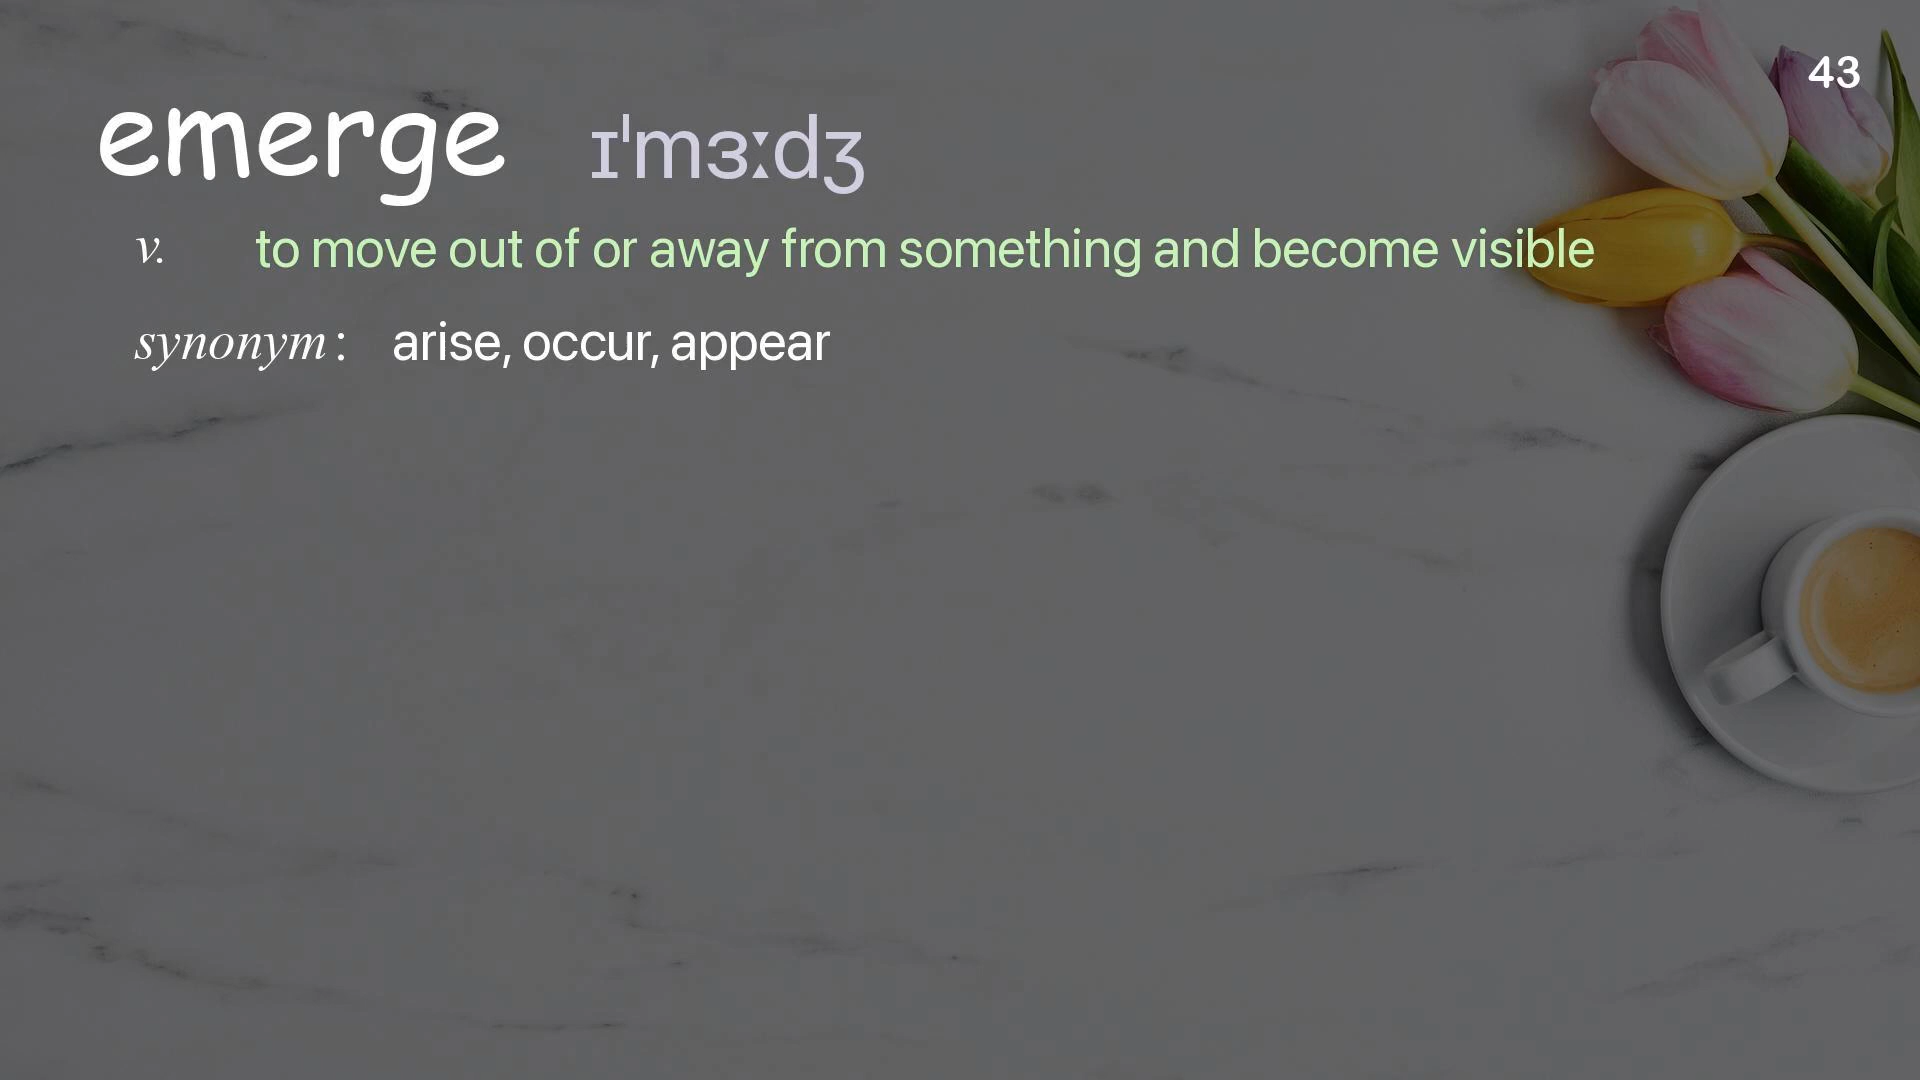 43
emerge ɪˈmɜːdʒ
v. to move out of or away from something and become visible
synonym: arise, occur, appear